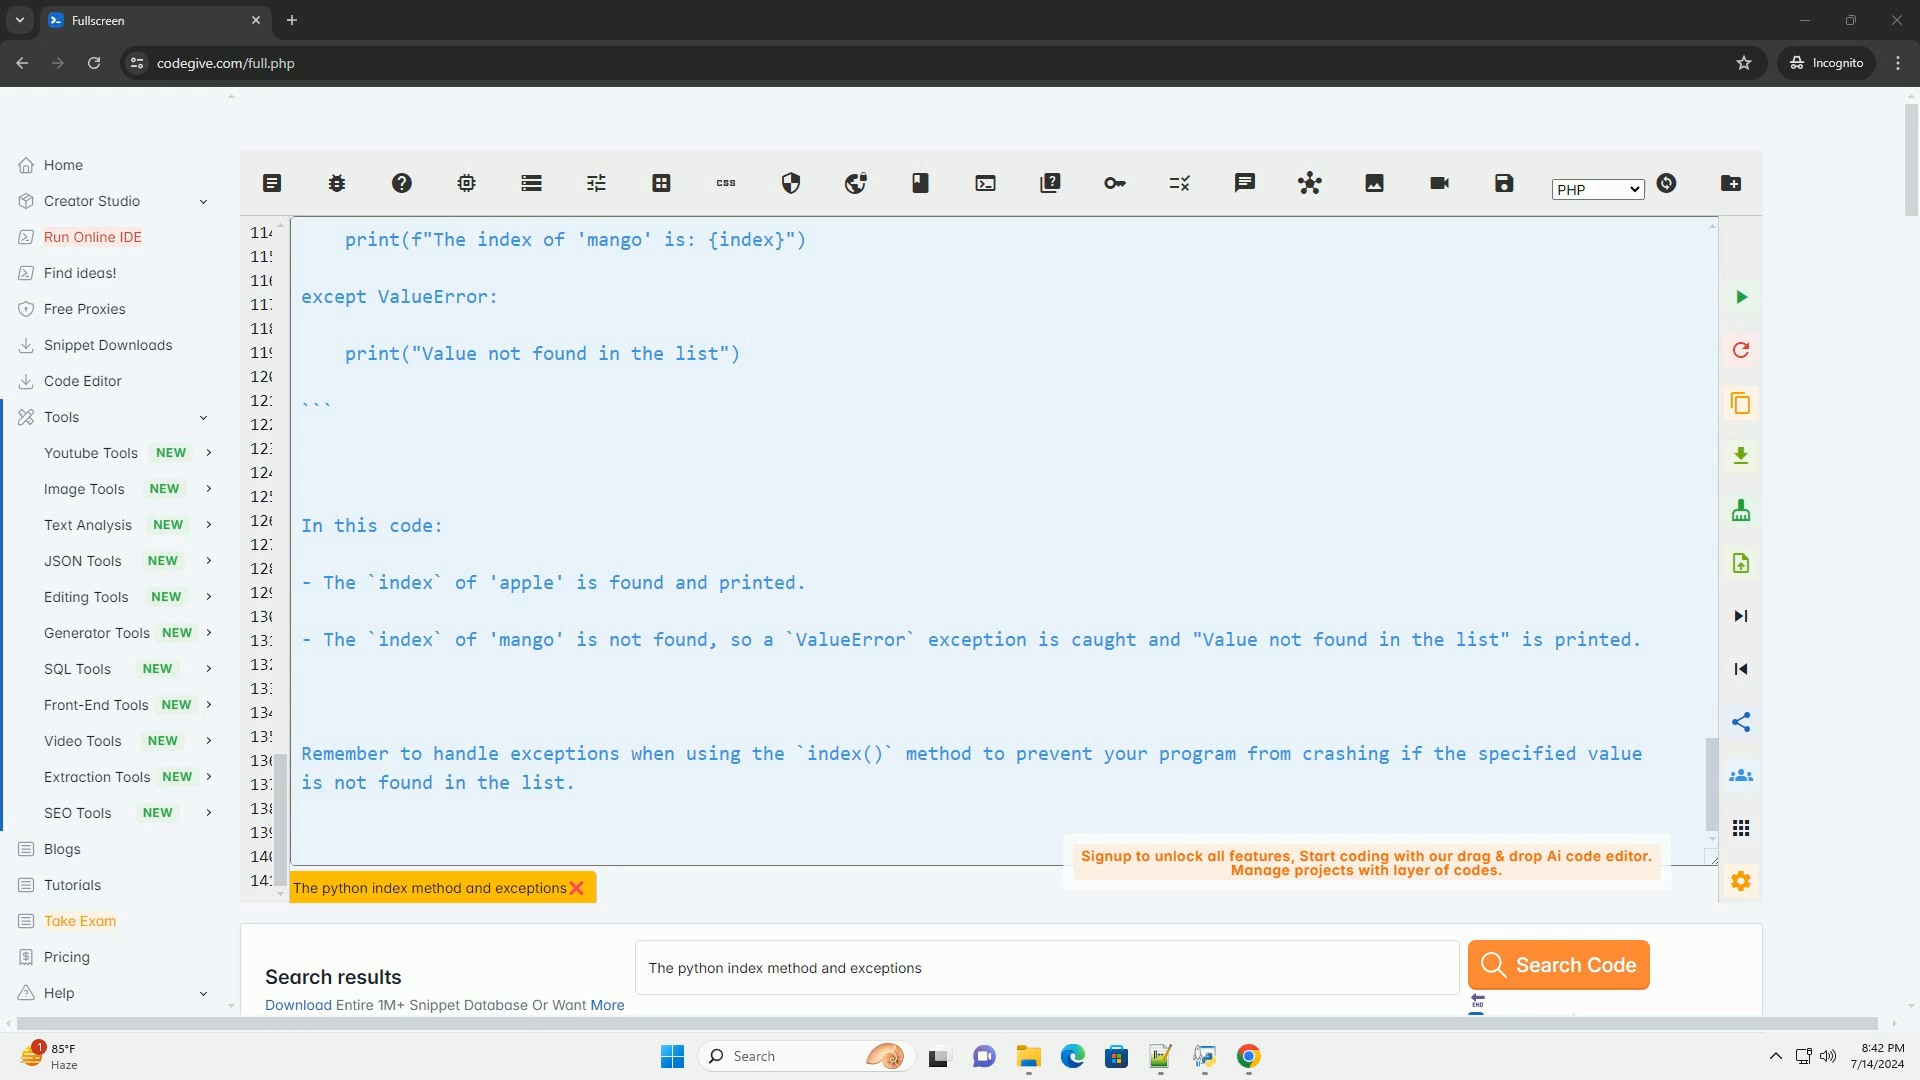 Fullscreen
codegive.com/full.php
Incognito
Home
Creator Studio
Run Online IDE
Find ideas!
Free Proxies
Snippet Downloads
Code Editor
Tools
Youtube Tools NEW
Image Tools NEW
Text Analysis NEW
JSON Tools NEW
Editing Tools NEW
Generator Tools NEW
SQL Tools NEW
Front-End Tools NEW
Video Tools NEW
Extraction Tools NEW
SEO Tools NEW
Blogs
Tutorials
Take Exam
Pricing
Help
css
PHP
print(f"The index of 'mango' is: {index}")
except ValueError:
print("Value not found in the list")
```
In this code:
- The `index` of 'apple' is found and printed.
- The `index` of 'mango' is not found, so a `ValueError` exception is caught and "Value not found in the list" is printed.
Remember to handle exceptions when using the `index()` method to prevent your program from crashing if the specified value
is not found in the list.
Signup to unlock all features, Start coding with our drag & drop Ai code editor.
Manage projects with layer of codes.
The python index method and exceptions
Search results
Download Entire 1M+ Snippet Database Or Want More
The python index method and exceptions
Search Code
END
1
85°F
Haze
Search
8:42 PM
7/14/2024